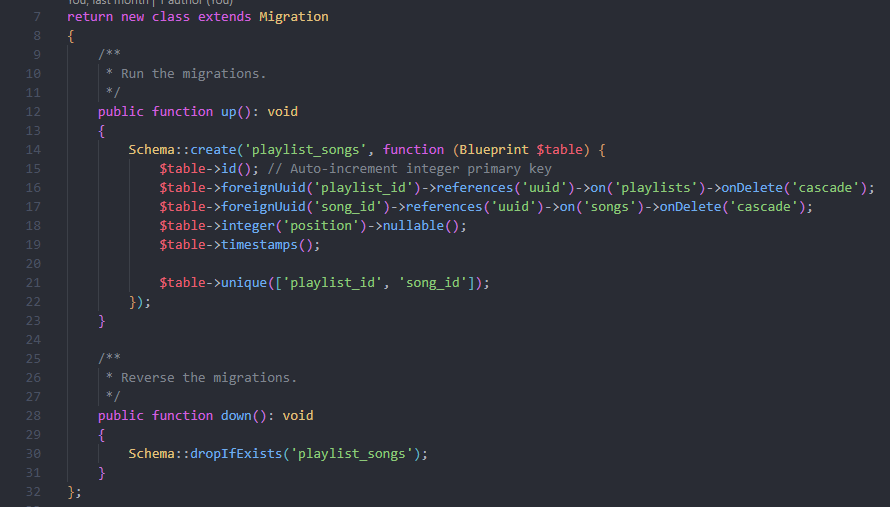 You, last month | 1 author (You)
7 return new class extends Migration
8 {
9 /**
10 * Run the migrations.
11 */
12 public function up(): void
13 {
14 Schema::create('playlist_songs', function (Blueprint $table) {
15 $table->id(); // Auto-increment integer primary key
16 $table->foreignUuid('playlist_id')->references('uuid')->on('playlists')->onDelete('cascade');
17 $table->foreignUuid('song_id')->references('uuid')->on('songs')->onDelete('cascade');
18 $table->integer('position')->nullable();
19 $table->timestamps();
20
21 $table->unique(['playlist_id', 'song_id']);
22 });
23 }
24
25 /**
26 * Reverse the migrations.
27 */
28 public function down(): void
29 {
30 Schema::dropIfExists('playlist_songs');
31 }
32 };